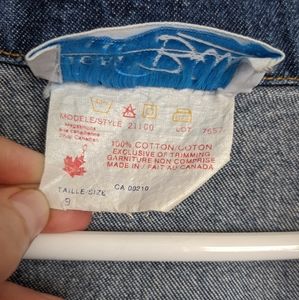 MODELE/STYLE 21100 LOT 7657
100% COTTON/COTON
EXCLUSIVE OF TRIMMING
GARNITURE NON COMPRISE
MADE IN / FAIT AU CANADA
TAILLE/SIZE CA 00210
9